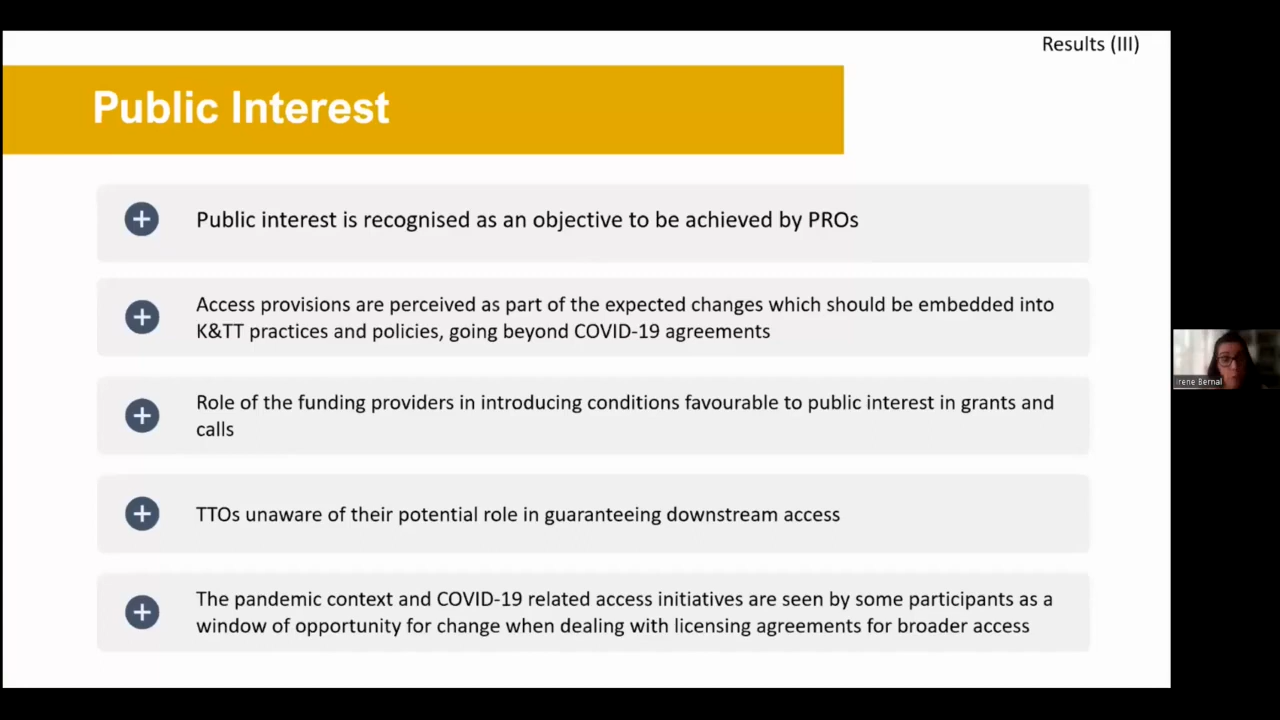 Results (III)
Public Interest
Public interest is recognised as an objective to be achieved by PROs
Access provisions are perceived as part of the expected changes which should be embedded into
K&TT practices and policies, going beyond COVID-19 agreements
Role of the funding providers in introducing conditions favourable to public interest in grants and
calls
TTOs unaware of their potential role in guaranteeing downstream access
The pandemic context and COVID-19 related access initiatives are seen by some participants as a
window of opportunity for change when dealing with licensing agreements for broader access
Irene Bernal